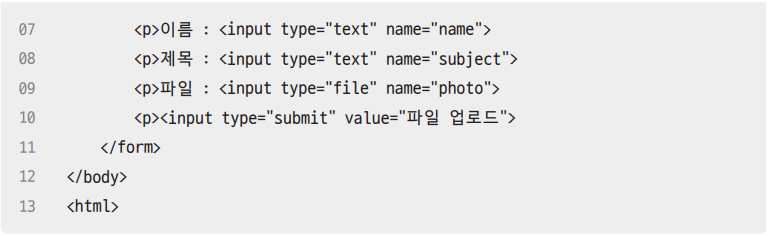 07 <p>이름 : <input type="text" name="name">
08 <p>제목 : <input type="text" name="subject">
09 <p>파일 : <input type="file" name="photo">
10 <p><input type="submit" value="파일 업로드">
11 </form>
12 </body>
13 <html>